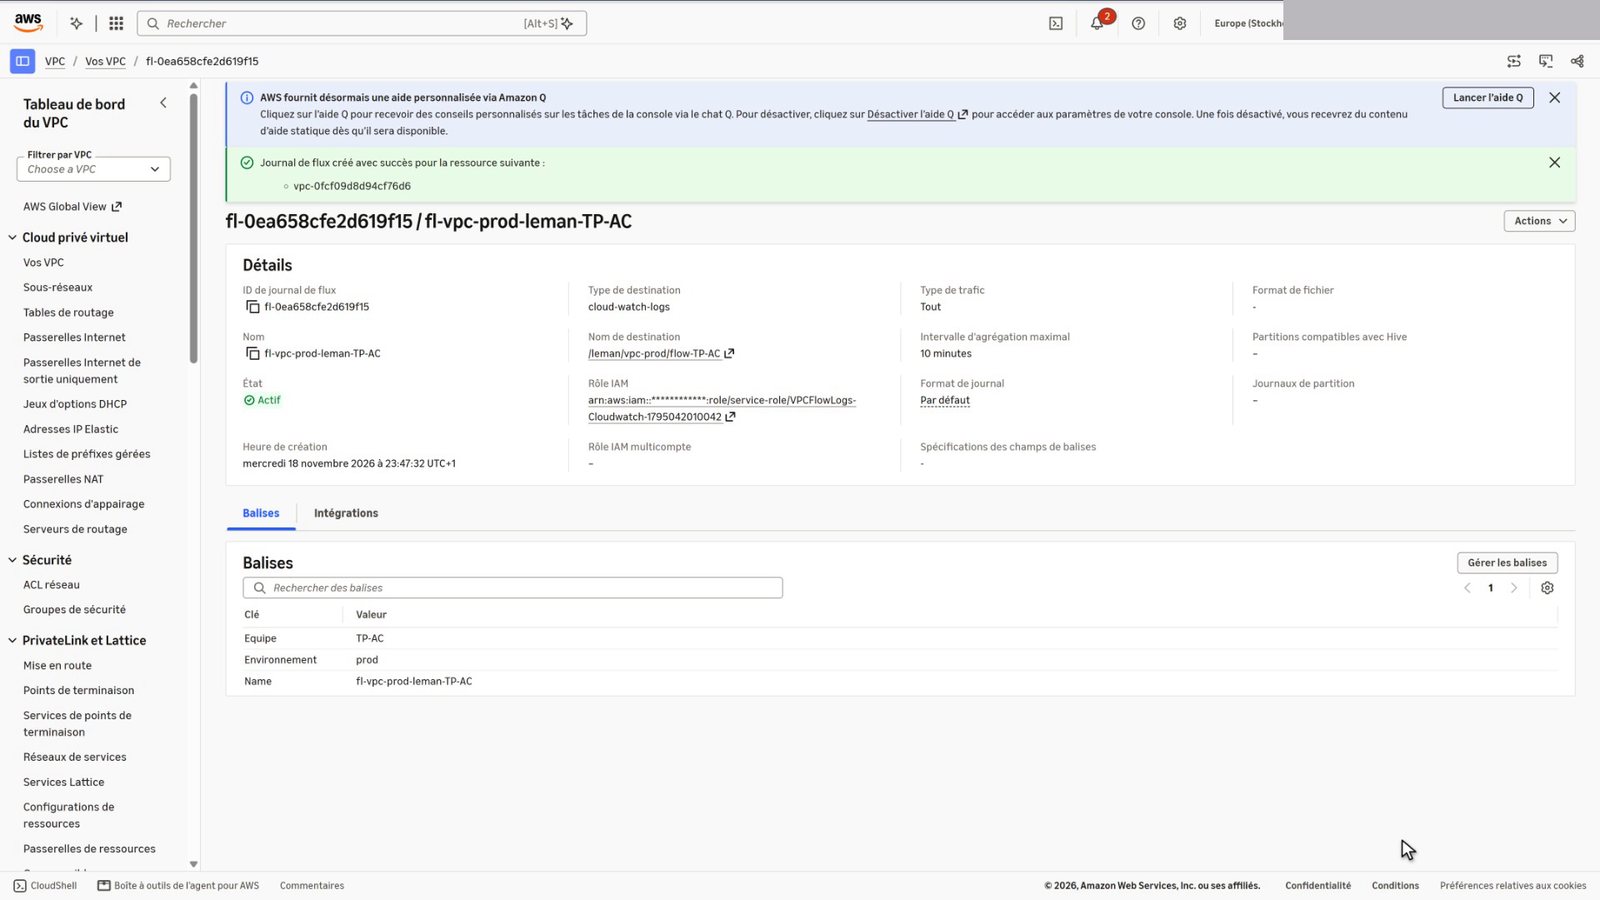 aws
Rechercher
[Alt+S]
2
Europe (Stockh
VPC / Vos VPC / fl-0ea658cfe2d619f15
Tableau de bord
du VPC
Filtrer par VPC
Choose a VPC
AWS Global View
Cloud privé virtuel
Vos VPC
Sous-réseaux
Tables de routage
Passerelles Internet
Passerelles Internet de
sortie uniquement
Jeux d'options DHCP
Adresses IP Elastic
Listes de préfixes gérées
Passerelles NAT
Connexions d'appairage
Serveurs de routage
Sécurité
ACL réseau
Groupes de sécurité
PrivateLink et Lattice
Mise en route
Points de terminaison
Services de points de
terminaison
Réseaux de services
Services Lattice
Configurations de
ressources
Passerelles de ressources
AWS fournit désormais une aide personnalisée via Amazon Q
Cliquez sur l'aide Q pour recevoir des conseils personnalisés sur les tâches de la console via le chat Q. Pour désactiver, cliquez sur Désactiver l'aide Q pour accéder aux paramètres de votre console. Une fois désactivé, vous recevrez du contenu
d'aide statique dès qu'il sera disponible.
Lancer l'aide Q
Journal de flux créé avec succès pour la ressource suivante :
vpc-0fcf09d8d94cf76d6
fl-0ea658cfe2d619f15 / fl-vpc-prod-leman-TP-AC
Actions
Détails
ID de journal de flux
fl-0ea658cfe2d619f15
Type de destination
cloud-watch-logs
Type de trafic
Tout
Format de fichier
-
Nom
fl-vpc-prod-leman-TP-AC
Nom de destination
/leman/vpc-prod/flow-TP-AC
Intervalle d'agrégation maximal
10 minutes
Partitions compatibles avec Hive
–
État
Actif
Rôle IAM
arn:aws:iam::************:role/service-role/VPCFlowLogs-
Cloudwatch-1795042010042
Format de journal
Par défaut
Journaux de partition
–
Heure de création
mercredi 18 novembre 2026 à 23:47:32 UTC+1
Rôle IAM multicompte
–
Spécifications des champs de balises
-
Balises
Intégrations
Balises
Gérer les balises
Rechercher des balises
1
Clé Valeur
Equipe TP-AC
Environnement prod
Name fl-vpc-prod-leman-TP-AC
CloudShell
Boîte à outils de l'agent pour AWS
Commentaires
© 2026, Amazon Web Services, Inc. ou ses affiliés.
Confidentialité
Conditions
Préférences relatives aux cookies